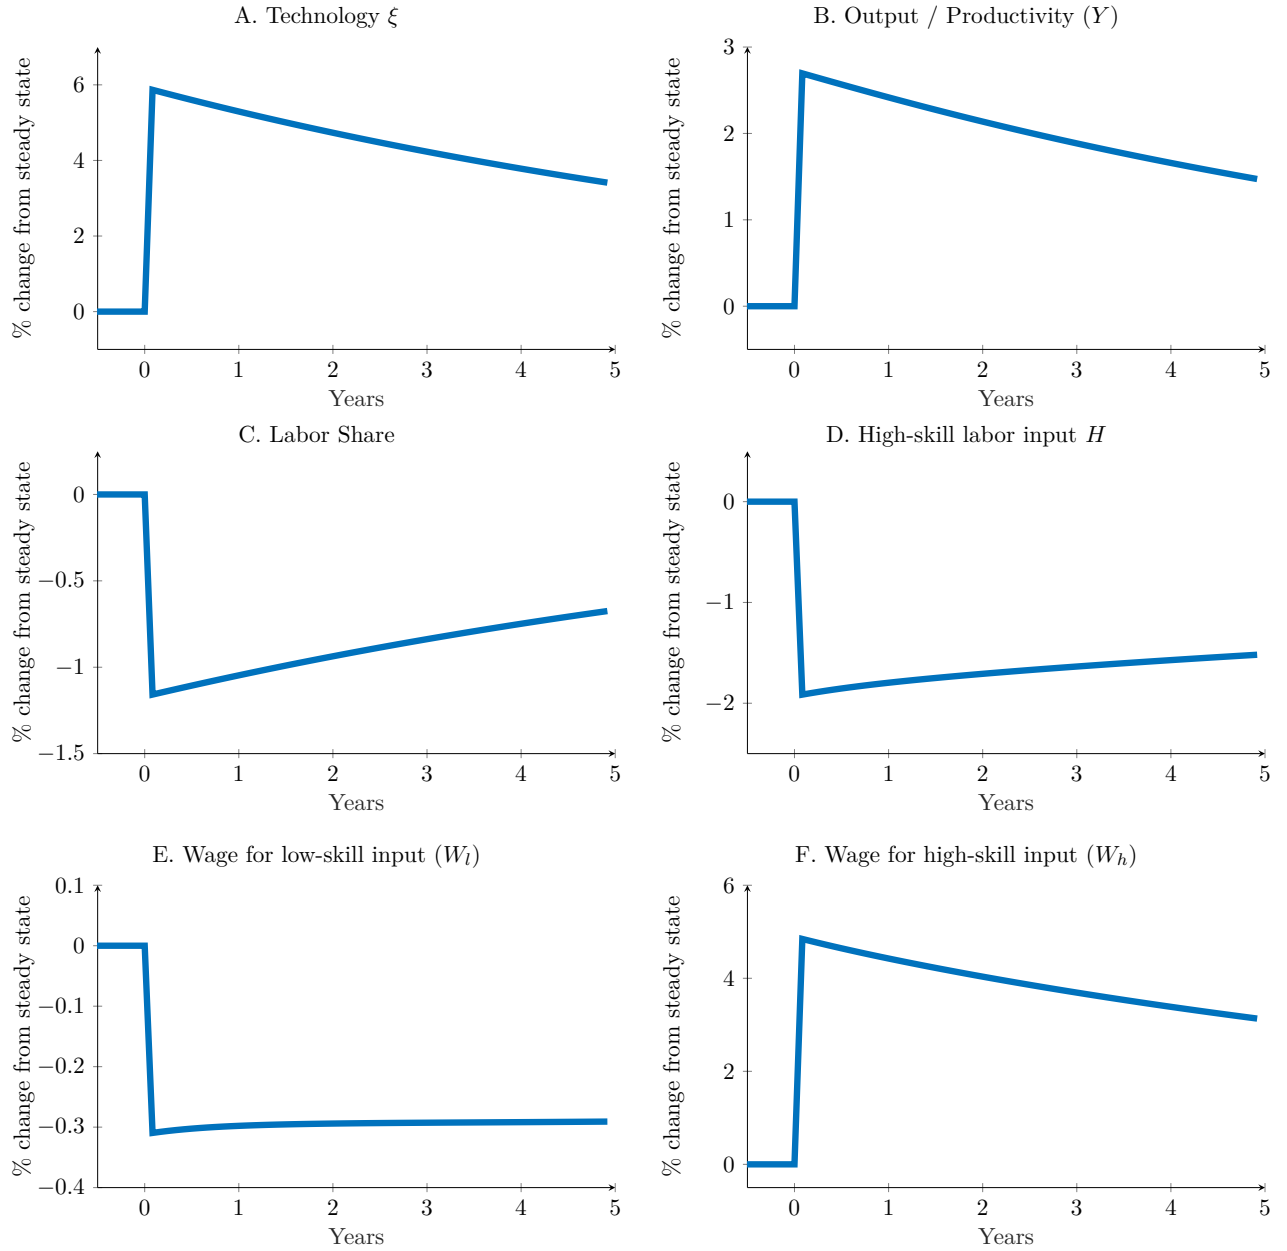 A. Technology ξ
% change from steady state
6
4
2
0
0 1 2 3 4 5
Years
B. Output / Productivity (Y)
% change from steady state
3
2
1
0
0 1 2 3 4 5
Years
C. Labor Share
% change from steady state
0
−0.5
−1
−1.5
0 1 2 3 4 5
Years
D. High-skill labor input H
% change from steady state
0
−1
−2
0 1 2 3 4 5
Years
E. Wage for low-skill input (W_l)
% change from steady state
0.1
0
−0.1
−0.2
−0.3
−0.4
0 1 2 3 4 5
Years
F. Wage for high-skill input (W_h)
% change from steady state
6
4
2
0
0 1 2 3 4 5
Years